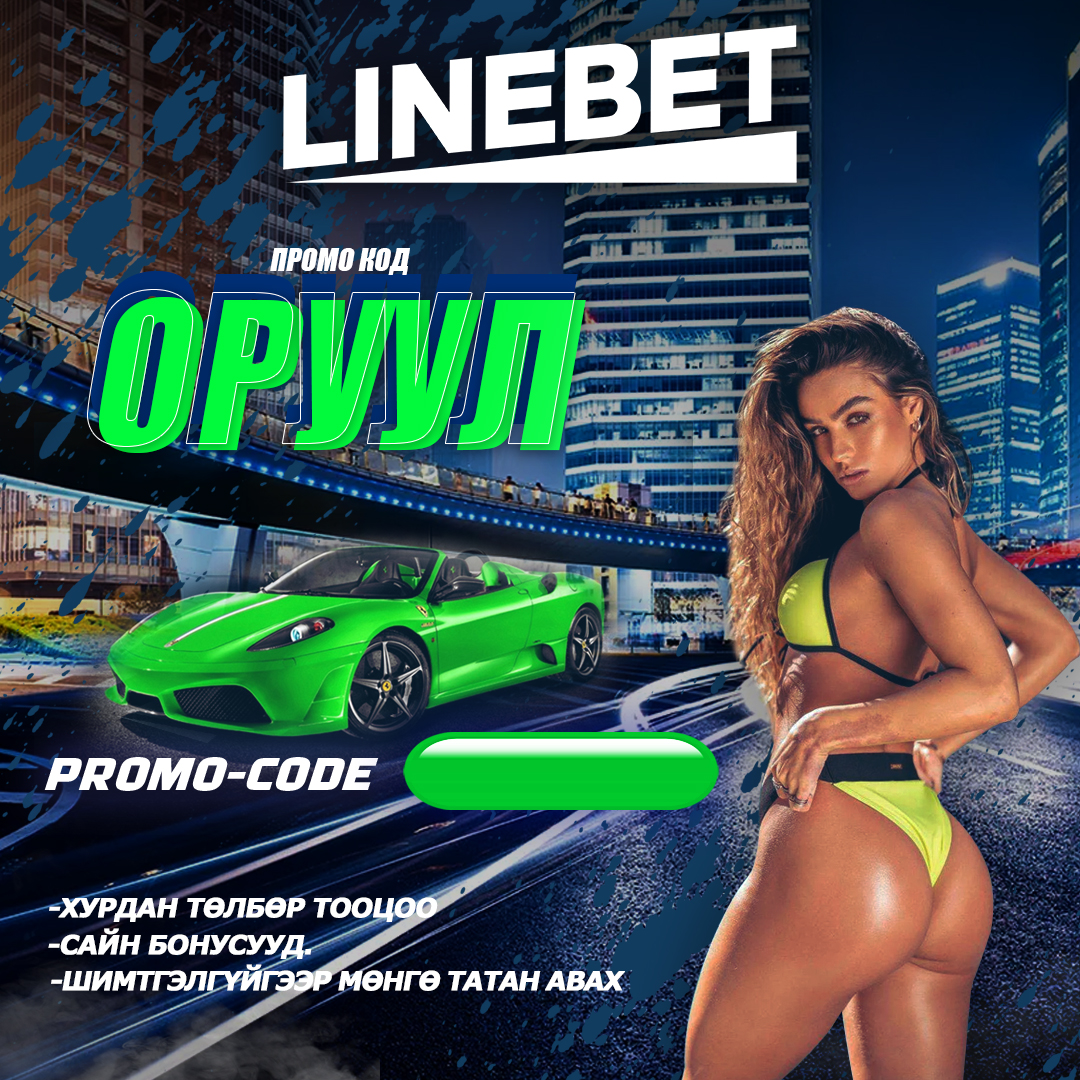 LINEBET
ПРОМО КОД
ОРУУЛ
PROMO-CODE
-ХУРДАН ТӨЛБӨР ТООЦОО
-САЙН БОНУСУУД.
-ШИМТГЭЛГҮЙГЭЭР МӨНГӨ ТАТАН АВАХ